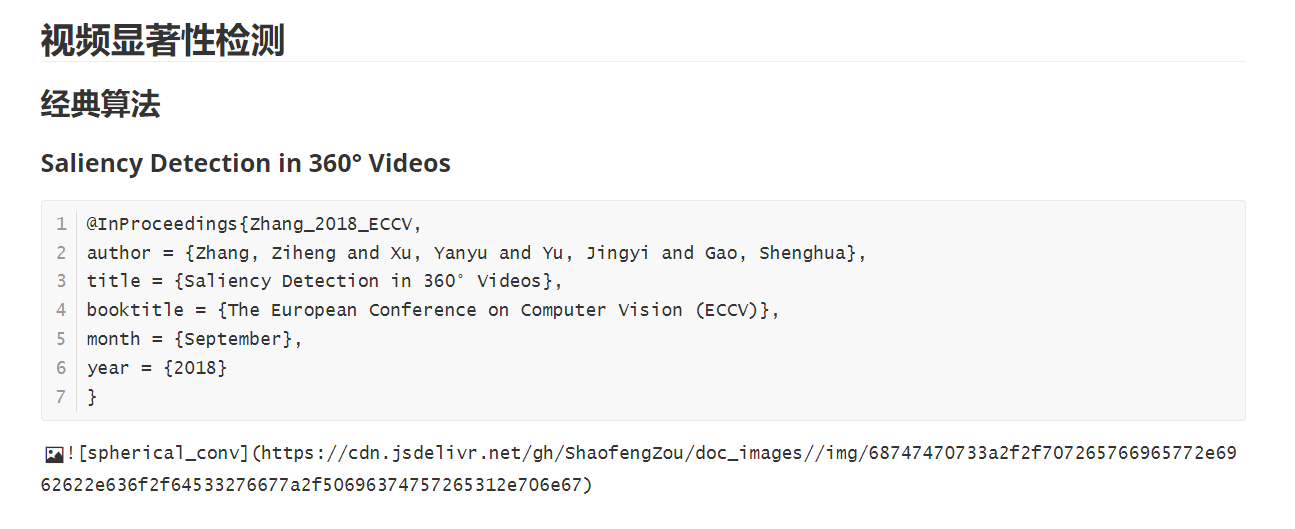 视频显著性检测
经典算法
Saliency Detection in 360° Videos
1 @InProceedings{Zhang_2018_ECCV,
2 author = {Zhang, Ziheng and Xu, Yanyu and Yu, Jingyi and Gao, Shenghua},
3 title = {Saliency Detection in 360° Videos},
4 booktitle = {The European Conference on Computer Vision (ECCV)},
5 month = {September},
6 year = {2018}
7 }
![spherical_conv](https://cdn.jsdelivr.net/gh/ShaofengZou/doc_images//img/68747470733a2f2f707265766965772e69
62622e636f2f64533276677a2f50696374757265312e706e67)